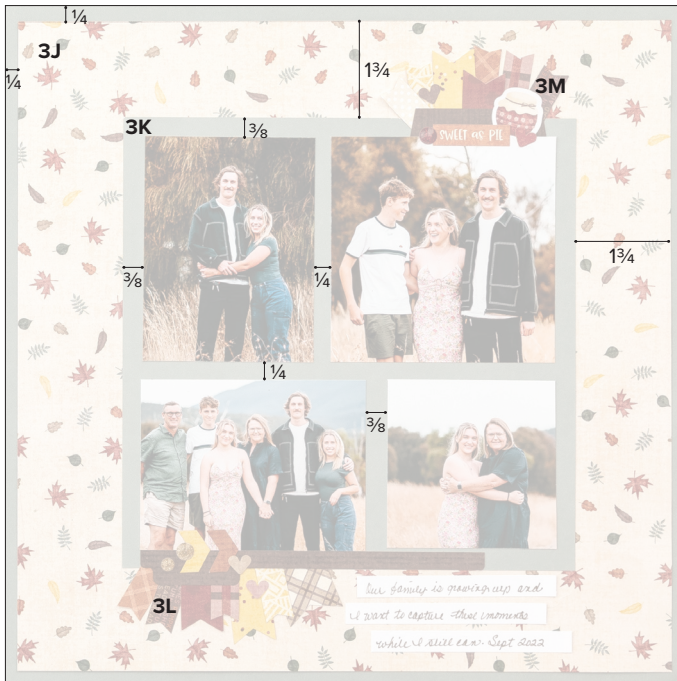 ¼
3J
¼
1¾
3M
SWEET as PIE
3K
⅜
1¾
⅜
¼
¼
⅜
3L
Our family is growing up and
I want to capture these moments
while I still can. Sept 2022